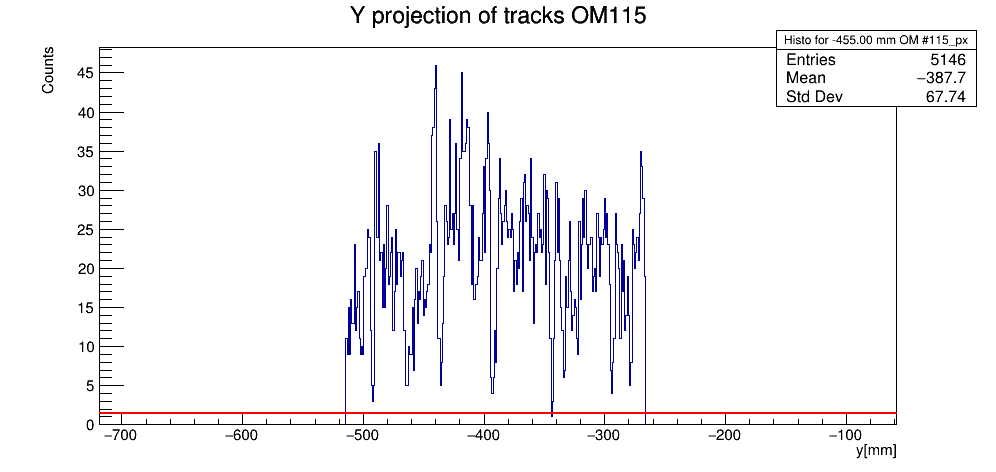 Y projection of tracks OM115
Histo for -455.00 mm OM #115_px
Entries 5146
Mean −387.7
Std Dev 67.74
Counts
45
40
35
30
25
20
15
10
5
0
−700 −600 −500 −400 −300 −200 −100
y[mm]